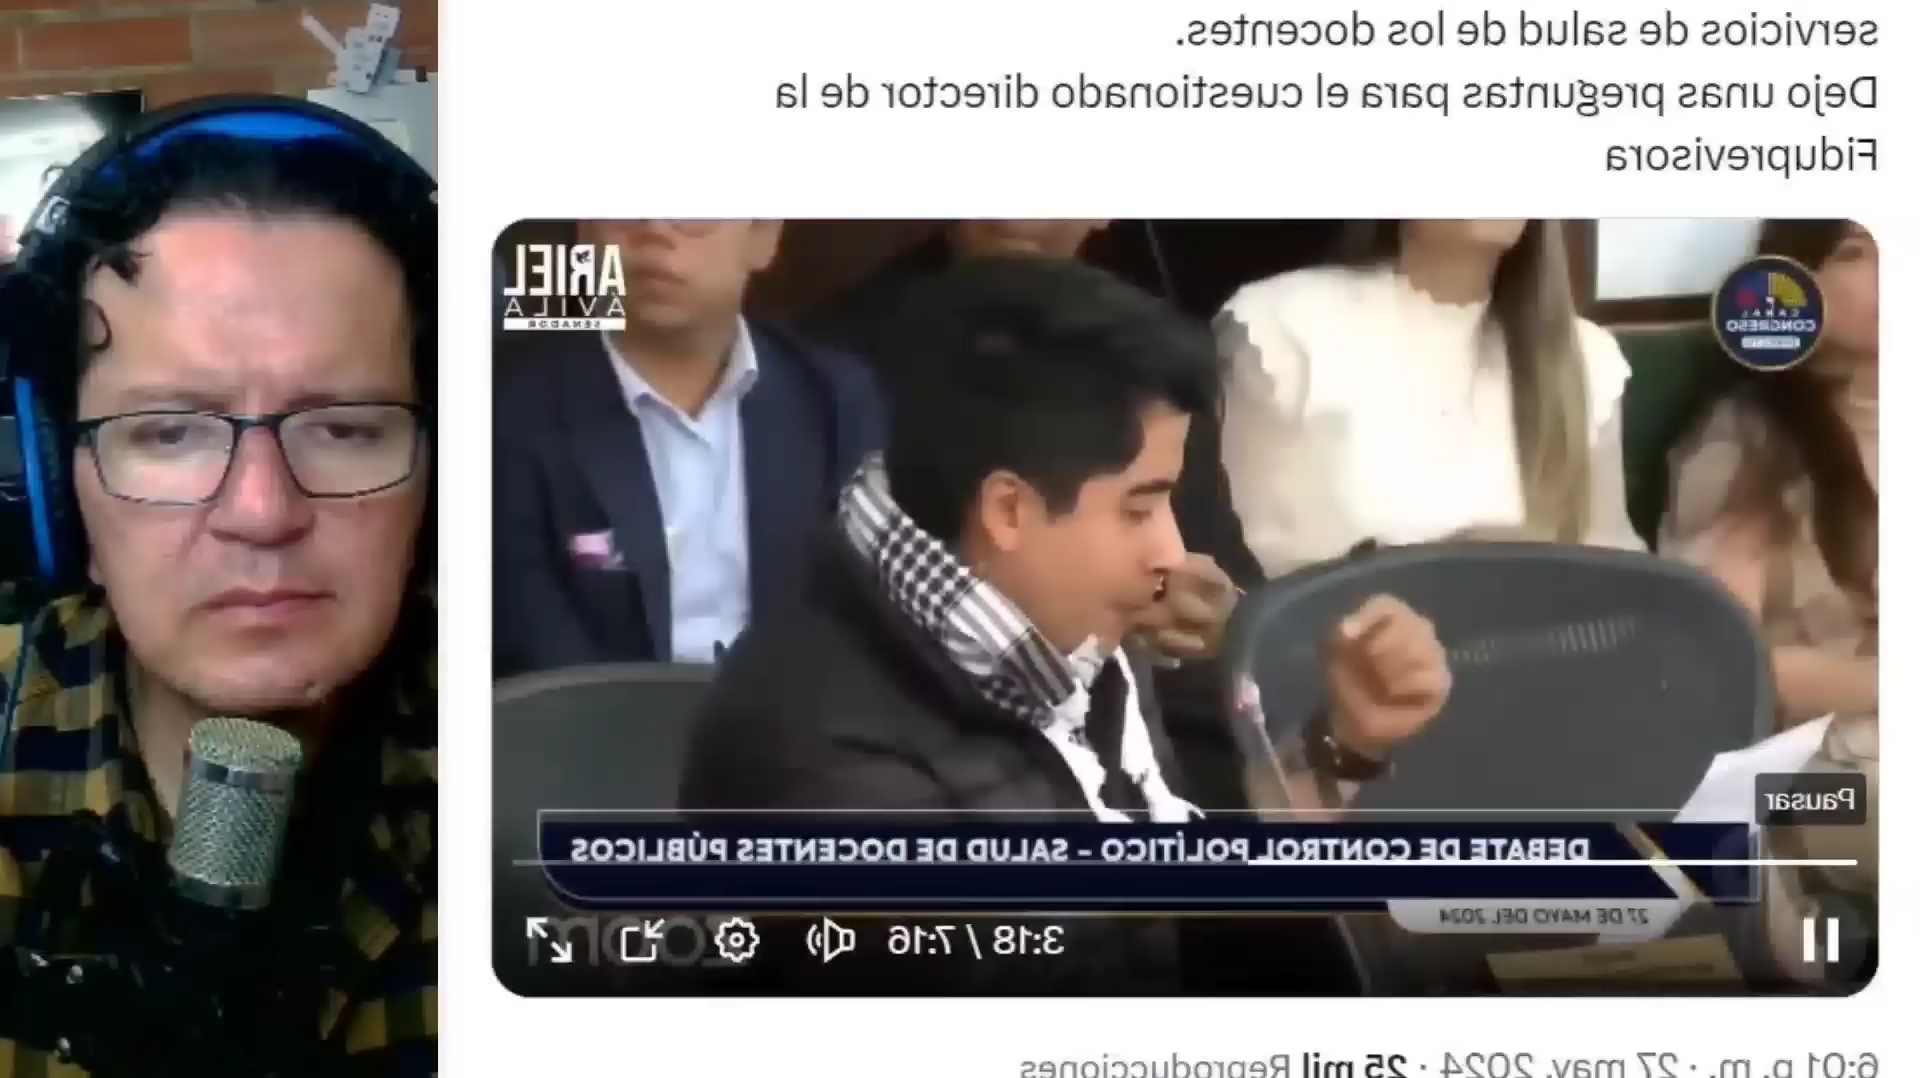 servicios de salud de los docentes.
Dejo unas preguntas para el cuestionado director de la
Fiduprevisora
ARIEL
ÁVILA
SENADOR
CANAL
CONGRESO
Pausar
DEBATE DE CONTROL POLÍTICO - SALUD DE DOCENTES PÚBLICOS
27 DE MAYO DEL 2024
3:18 / 7:16
zoom
6:01 p. m. · 27 may. 2024 · 25 mil Reproducciones